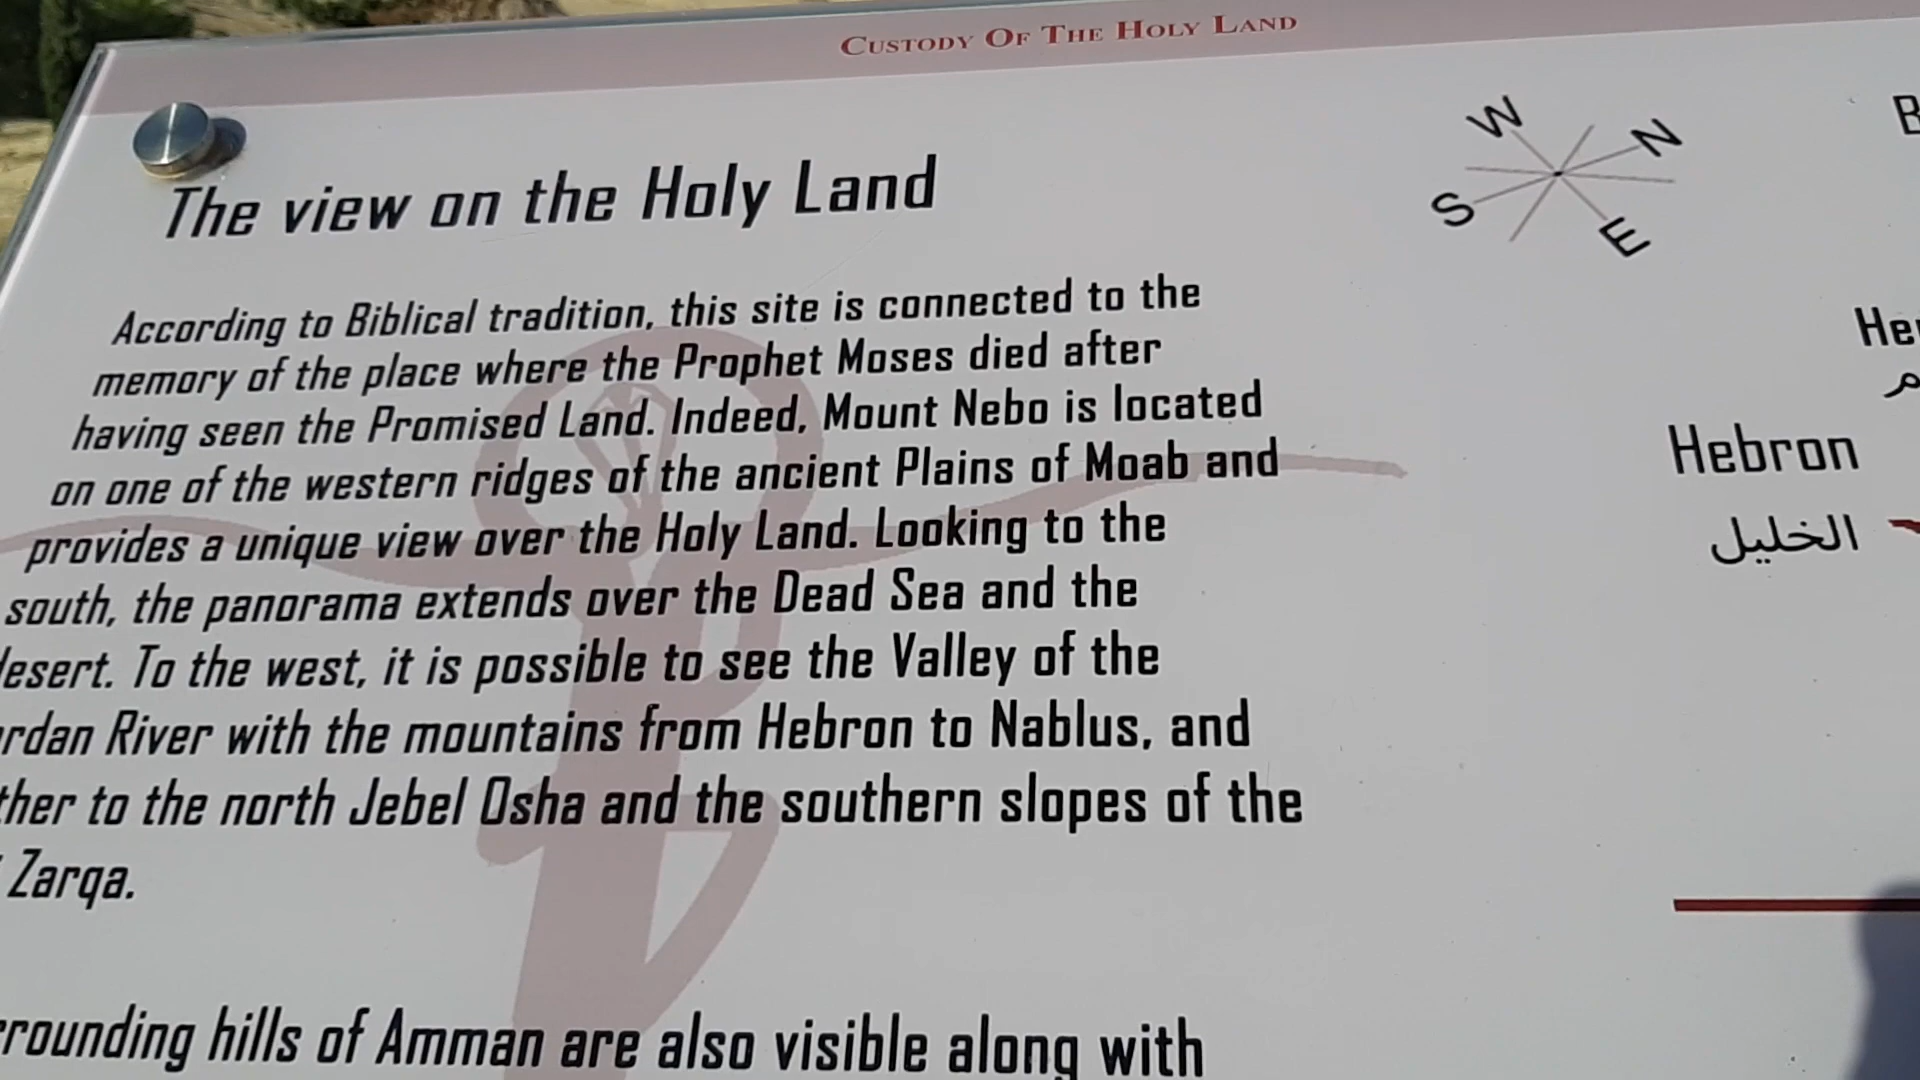 CUSTODY OF THE HOLY LAND
The view on the Holy Land
According to Biblical tradition, this site is connected to the
memory of the place where the Prophet Moses died after
having seen the Promised Land. Indeed, Mount Nebo is located
on one of the western ridges of the ancient Plains of Moab and
provides a unique view over the Holy Land. Looking to the
south, the panorama extends over the Dead Sea and the
desert. To the west, it is possible to see the Valley of the
rdan River with the mountains from Hebron to Nablus, and
ther to the north Jebel Osha and the southern slopes of the
Zarqa.
rrounding hills of Amman are also visible along with
W
N
S
E
Hebron
الخليل